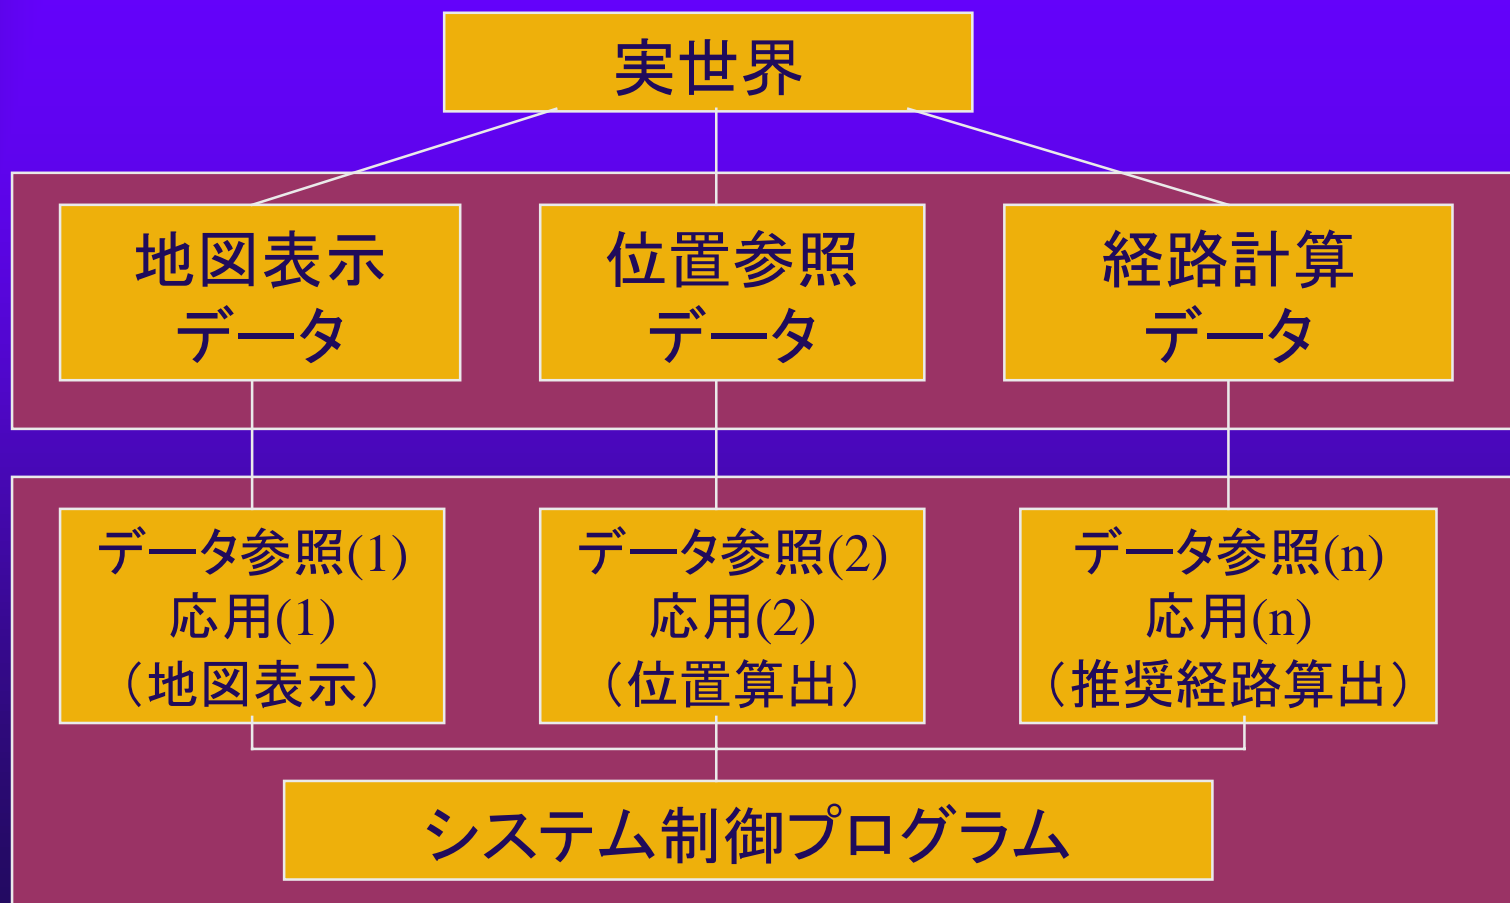 実世界
地図表示
データ
位置参照
データ
経路計算
データ
データ参照(1)
応用(1)
（地図表示）
データ参照(2)
応用(2)
（位置算出）
データ参照(n)
応用(n)
（推奨経路算出）
システム制御プログラム